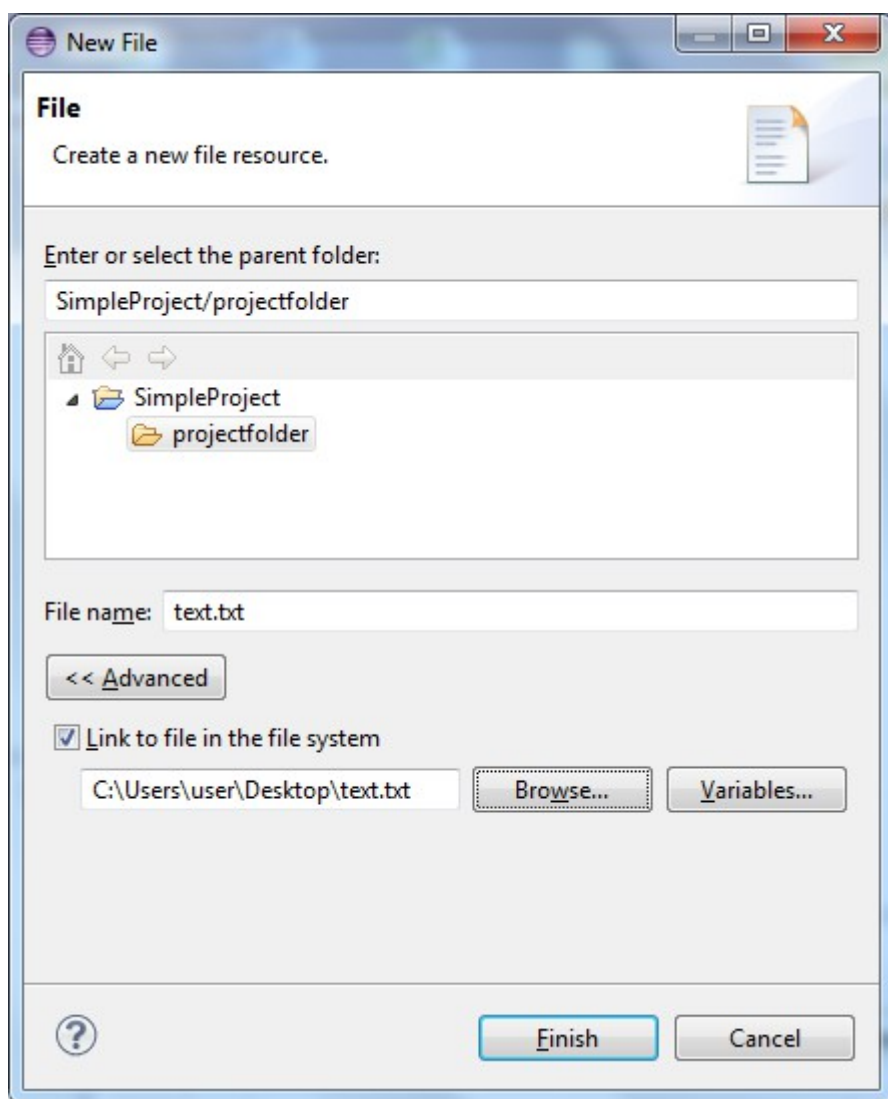 New File
File
Create a new file resource.
Enter or select the parent folder:
SimpleProject/projectfolder
SimpleProject
projectfolder
File name: text.txt
<< Advanced
Link to file in the file system
C:\Users\user\Desktop\text.txt Browse... Variables...
? Finish Cancel